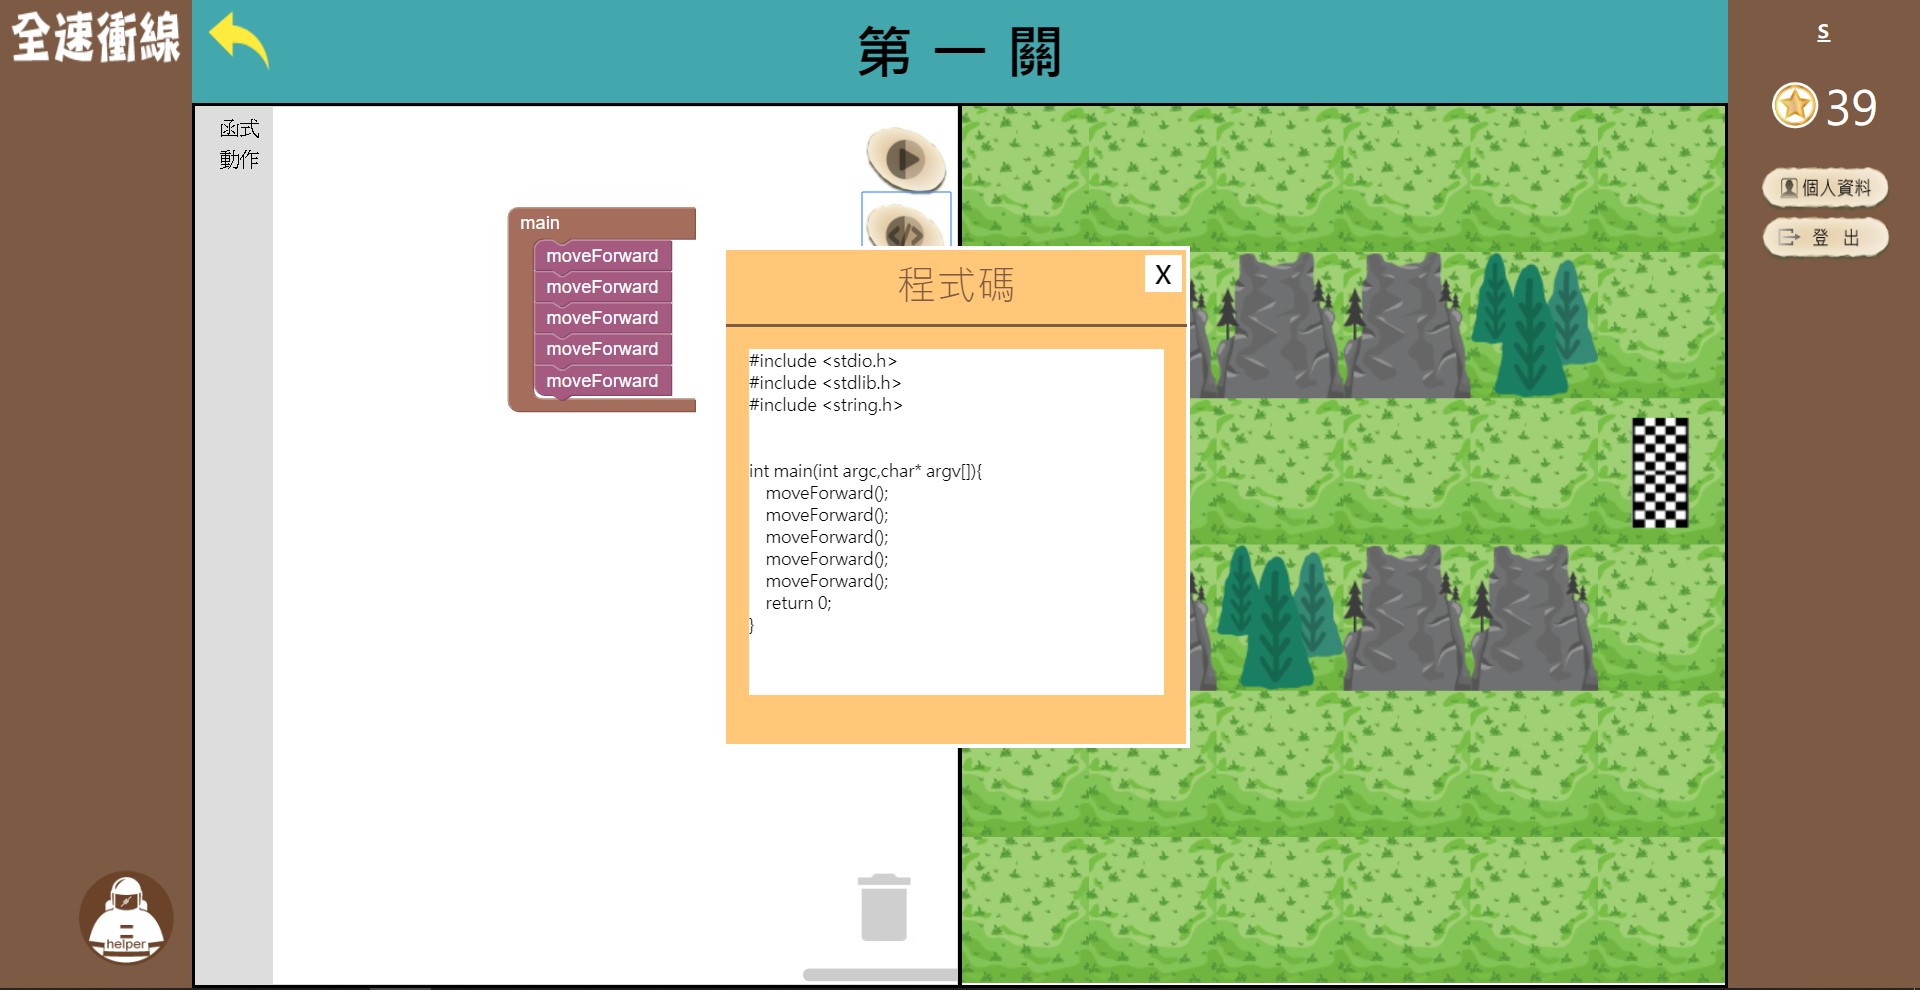 全速衝線
第一關
s
39
個人資料
登出
函式
動作
main
moveForward
moveForward
moveForward
moveForward
moveForward
</>
程式碼
X
#include <stdio.h>
#include <stdlib.h>
#include <string.h>
int main(int argc,char* argv[]){
moveForward();
moveForward();
moveForward();
moveForward();
moveForward();
return 0;
}
helper